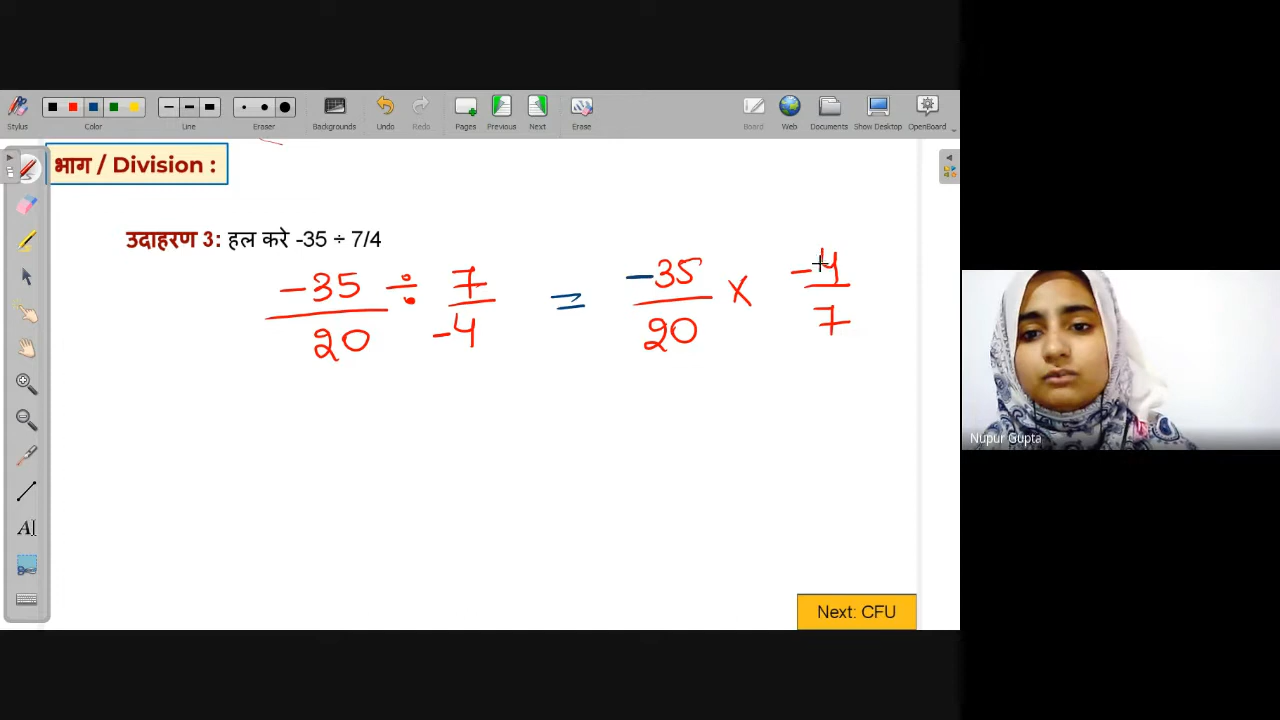 Stylus
Color
Line
Eraser
Backgrounds
Undo
Redo
Pages
Previous
Next
Erase
Board
Web
Documents
Show Desktop
OpenBoard
भाग / Division :
उदाहरण 3: हल करे -35 ÷ 7/4
-35/20 ÷ 7/-4 = -35/20 × -4/7
Nupur Gupta
Next: CFU